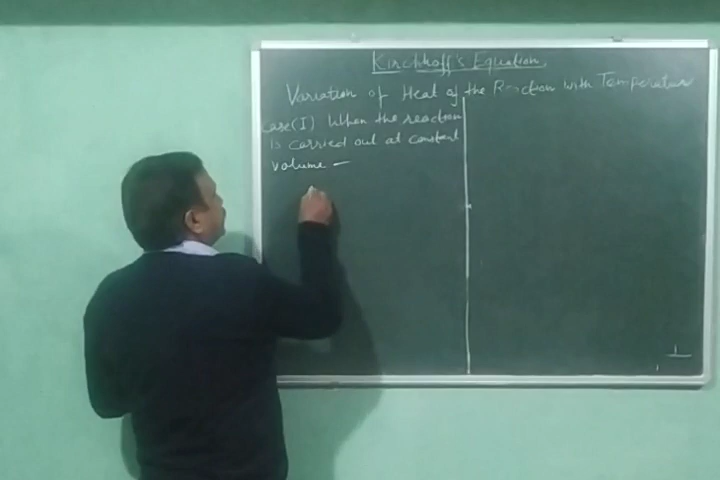 Kirchhoff's Equation,
Variation of Heat of the Reaction with Temperature
case(I) When the reaction
is carried out at constant
volume –